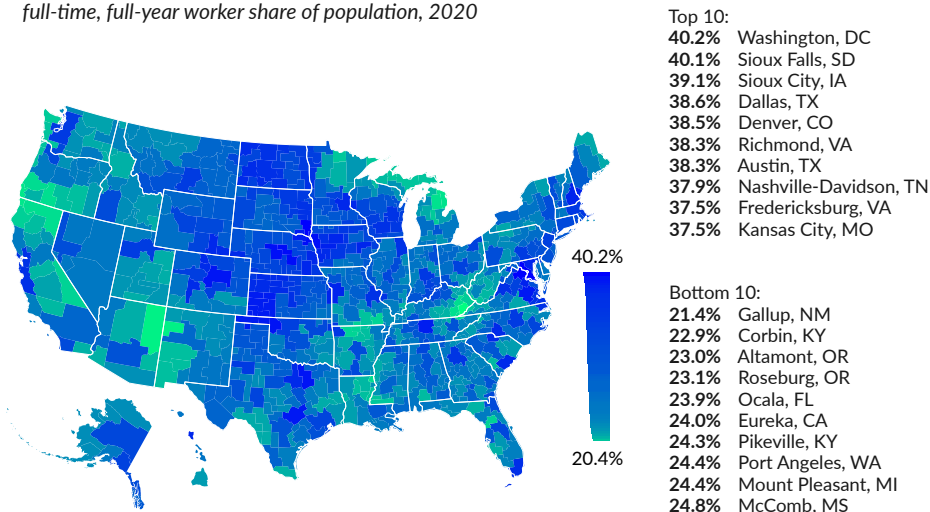 full-time, full-year worker share of population, 2020
Top 10:
40.2% Washington, DC
40.1% Sioux Falls, SD
39.1% Sioux City, IA
38.6% Dallas, TX
38.5% Denver, CO
38.3% Richmond, VA
38.3% Austin, TX
37.9% Nashville-Davidson, TN
37.5% Fredericksburg, VA
37.5% Kansas City, MO
40.2%
20.4%
Bottom 10:
21.4% Gallup, NM
22.9% Corbin, KY
23.0% Altamont, OR
23.1% Roseburg, OR
23.9% Ocala, FL
24.0% Eureka, CA
24.3% Pikeville, KY
24.4% Port Angeles, WA
24.4% Mount Pleasant, MI
24.8% McComb, MS